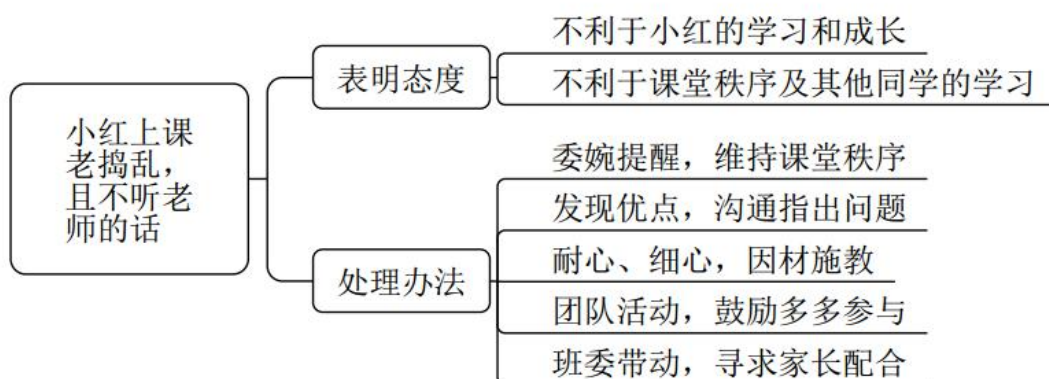 小红上课
老捣乱，
且不听老
师的话
表明态度
不利于小红的学习和成长
不利于课堂秩序及其他同学的学习
处理办法
委婉提醒，维持课堂秩序
发现优点，沟通指出问题
耐心、细心，因材施教
团队活动，鼓励多多参与
班委带动，寻求家长配合